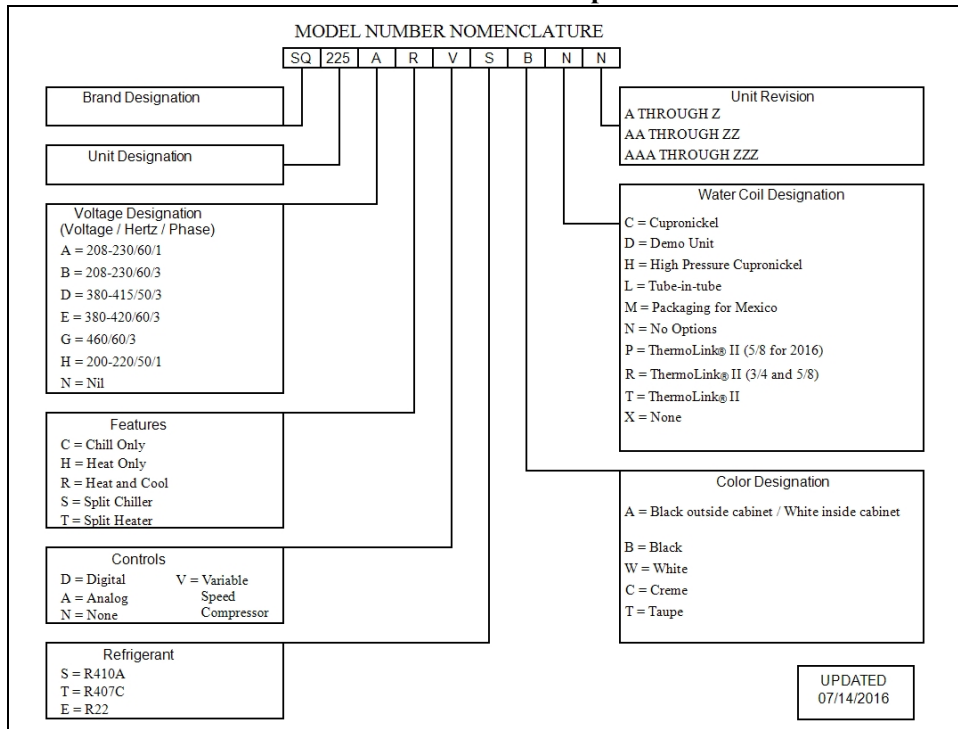 MODEL NUMBER NOMENCLATURE
SQ 225 A R V S B N N
Brand Designation
Unit Designation
Voltage Designation
(Voltage / Hertz / Phase)
A = 208-230/60/1
B = 208-230/60/3
D = 380-415/50/3
E = 380-420/60/3
G = 460/60/3
H = 200-220/50/1
N = Nil
Features
C = Chill Only
H = Heat Only
R = Heat and Cool
S = Split Chiller
T = Split Heater
Controls
D = Digital
A = Analog
N = None
V = Variable
Speed
Compressor
Refrigerant
S = R410A
T = R407C
E = R22
Unit Revision
A THROUGH Z
AA THROUGH ZZ
AAA THROUGH ZZZ
Water Coil Designation
C = Cupronickel
D = Demo Unit
H = High Pressure Cupronickel
L = Tube-in-tube
M = Packaging for Mexico
N = No Options
P = ThermoLink® II (5/8 for 2016)
R = ThermoLink® II (3/4 and 5/8)
T = ThermoLink® II
X = None
Color Designation
A = Black outside cabinet / White inside cabinet
B = Black
W = White
C = Creme
T = Taupe
UPDATED
07/14/2016